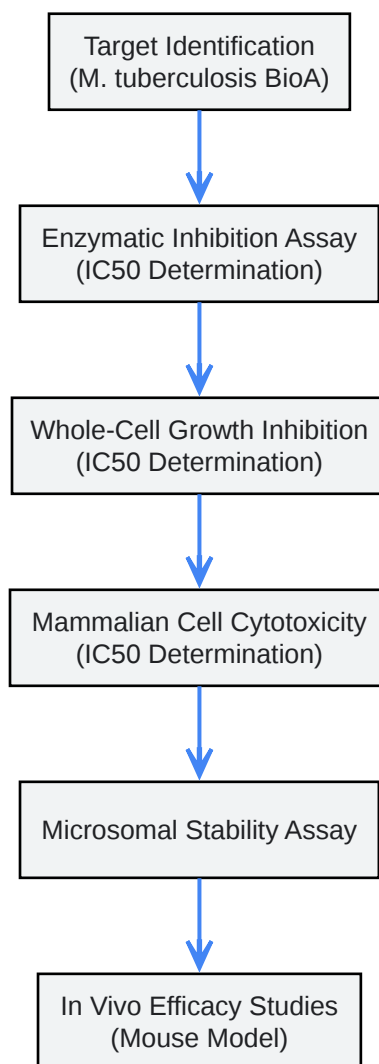 Target Identification
(M. tuberculosis BioA)
Enzymatic Inhibition Assay
(IC50 Determination)
Whole-Cell Growth Inhibition
(IC50 Determination)
Mammalian Cell Cytotoxicity
(IC50 Determination)
Microsomal Stability Assay
In Vivo Efficacy Studies
(Mouse Model)